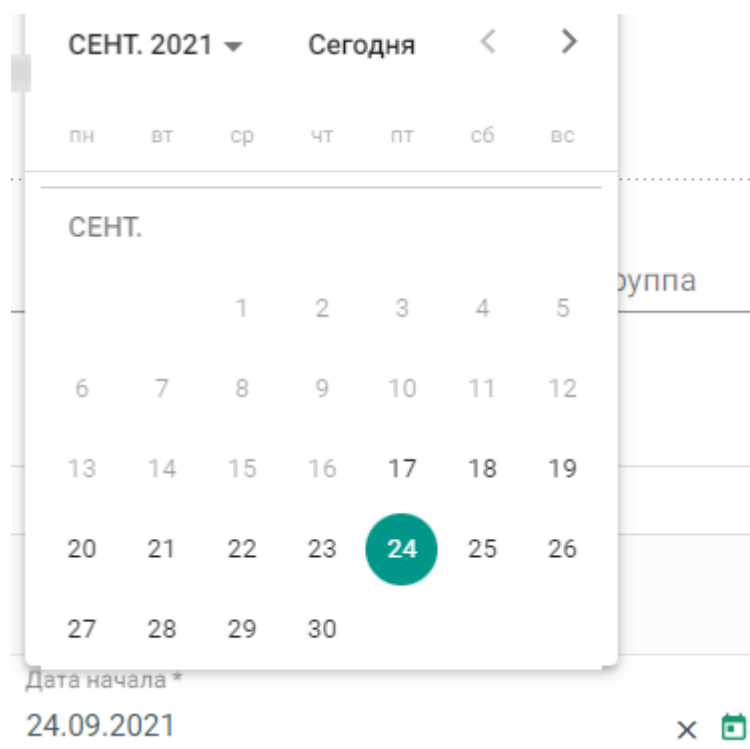 СЕНТ. 2021 Сегодня
пн вт ср чт пт сб вс
СЕНТ.
руппа
1 2 3 4 5
6 7 8 9 10 11 12
13 14 15 16 17 18 19
20 21 22 23 24 25 26
27 28 29 30
Дата начала *
24.09.2021